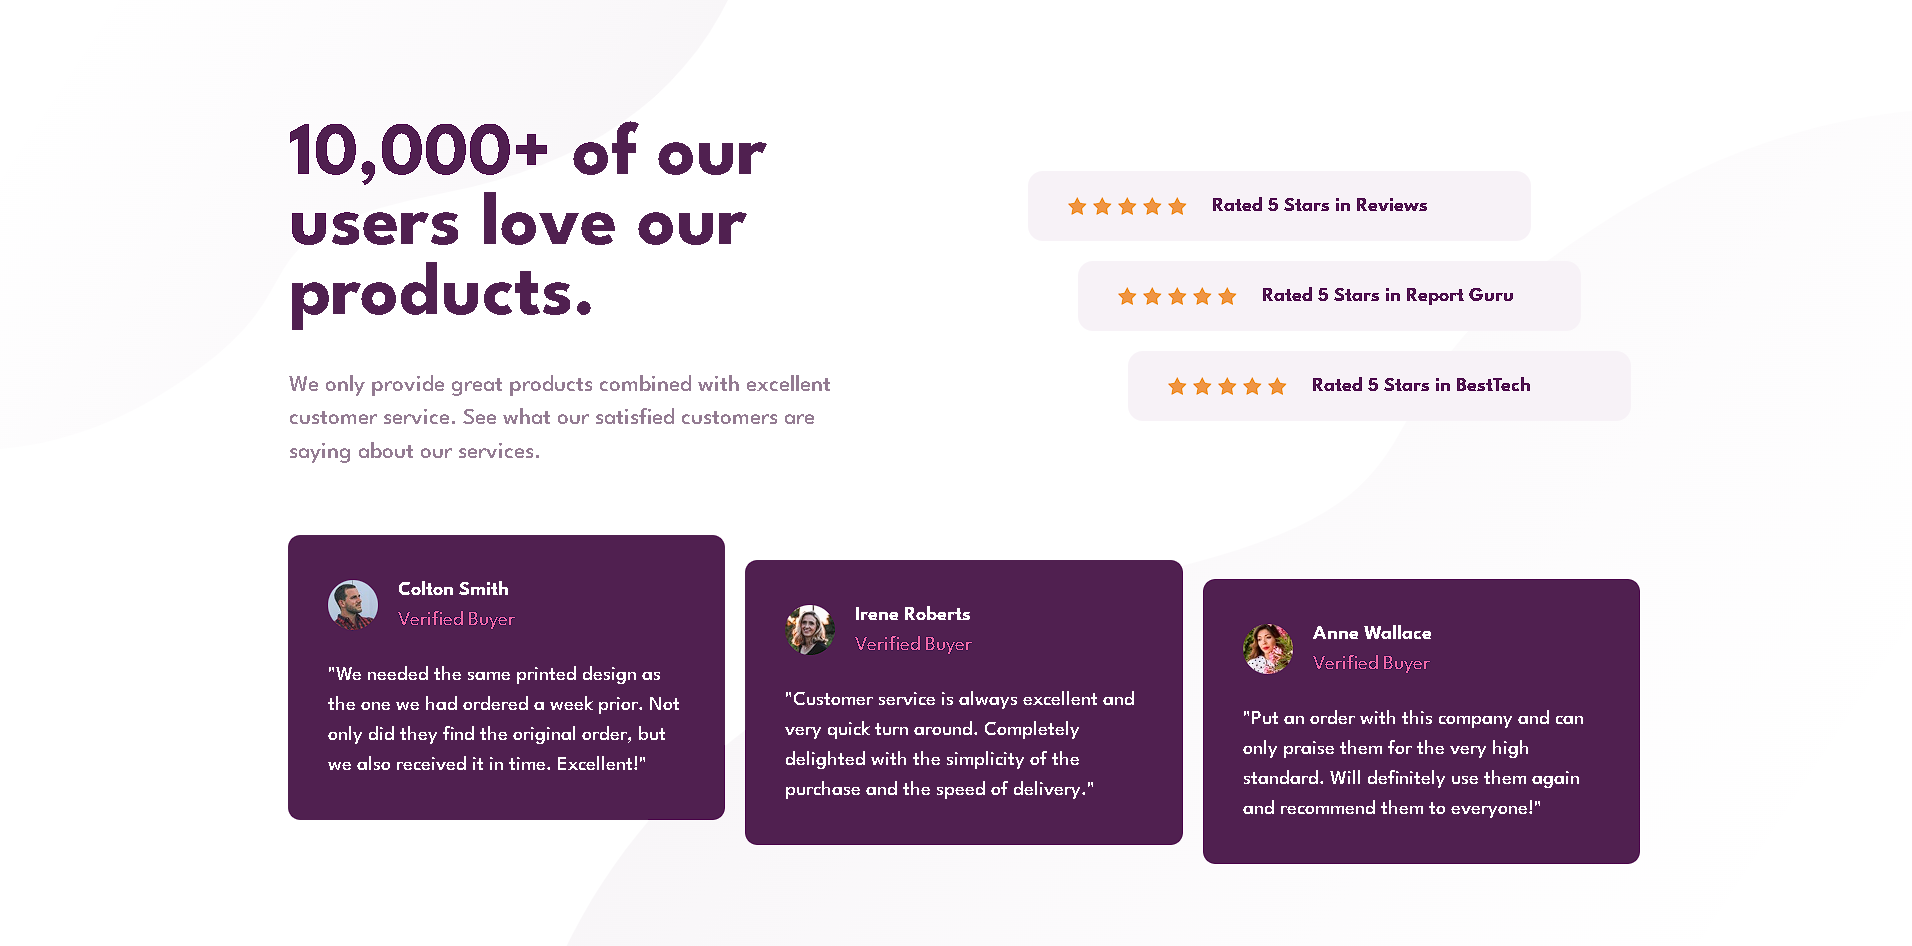 10,000+ of our
users love our
products.
We only provide great products combined with excellent
customer service. See what our satisfied customers are
saying about our services.
Rated 5 Stars in Reviews
Rated 5 Stars in Report Guru
Rated 5 Stars in BestTech
Colton Smith
Verified Buyer
"We needed the same printed design as
the one we had ordered a week prior. Not
only did they find the original order, but
we also received it in time. Excellent!"
Irene Roberts
Verified Buyer
"Customer service is always excellent and
very quick turn around. Completely
delighted with the simplicity of the
purchase and the speed of delivery."
Anne Wallace
Verified Buyer
"Put an order with this company and can
only praise them for the very high
standard. Will definitely use them again
and recommend them to everyone!"